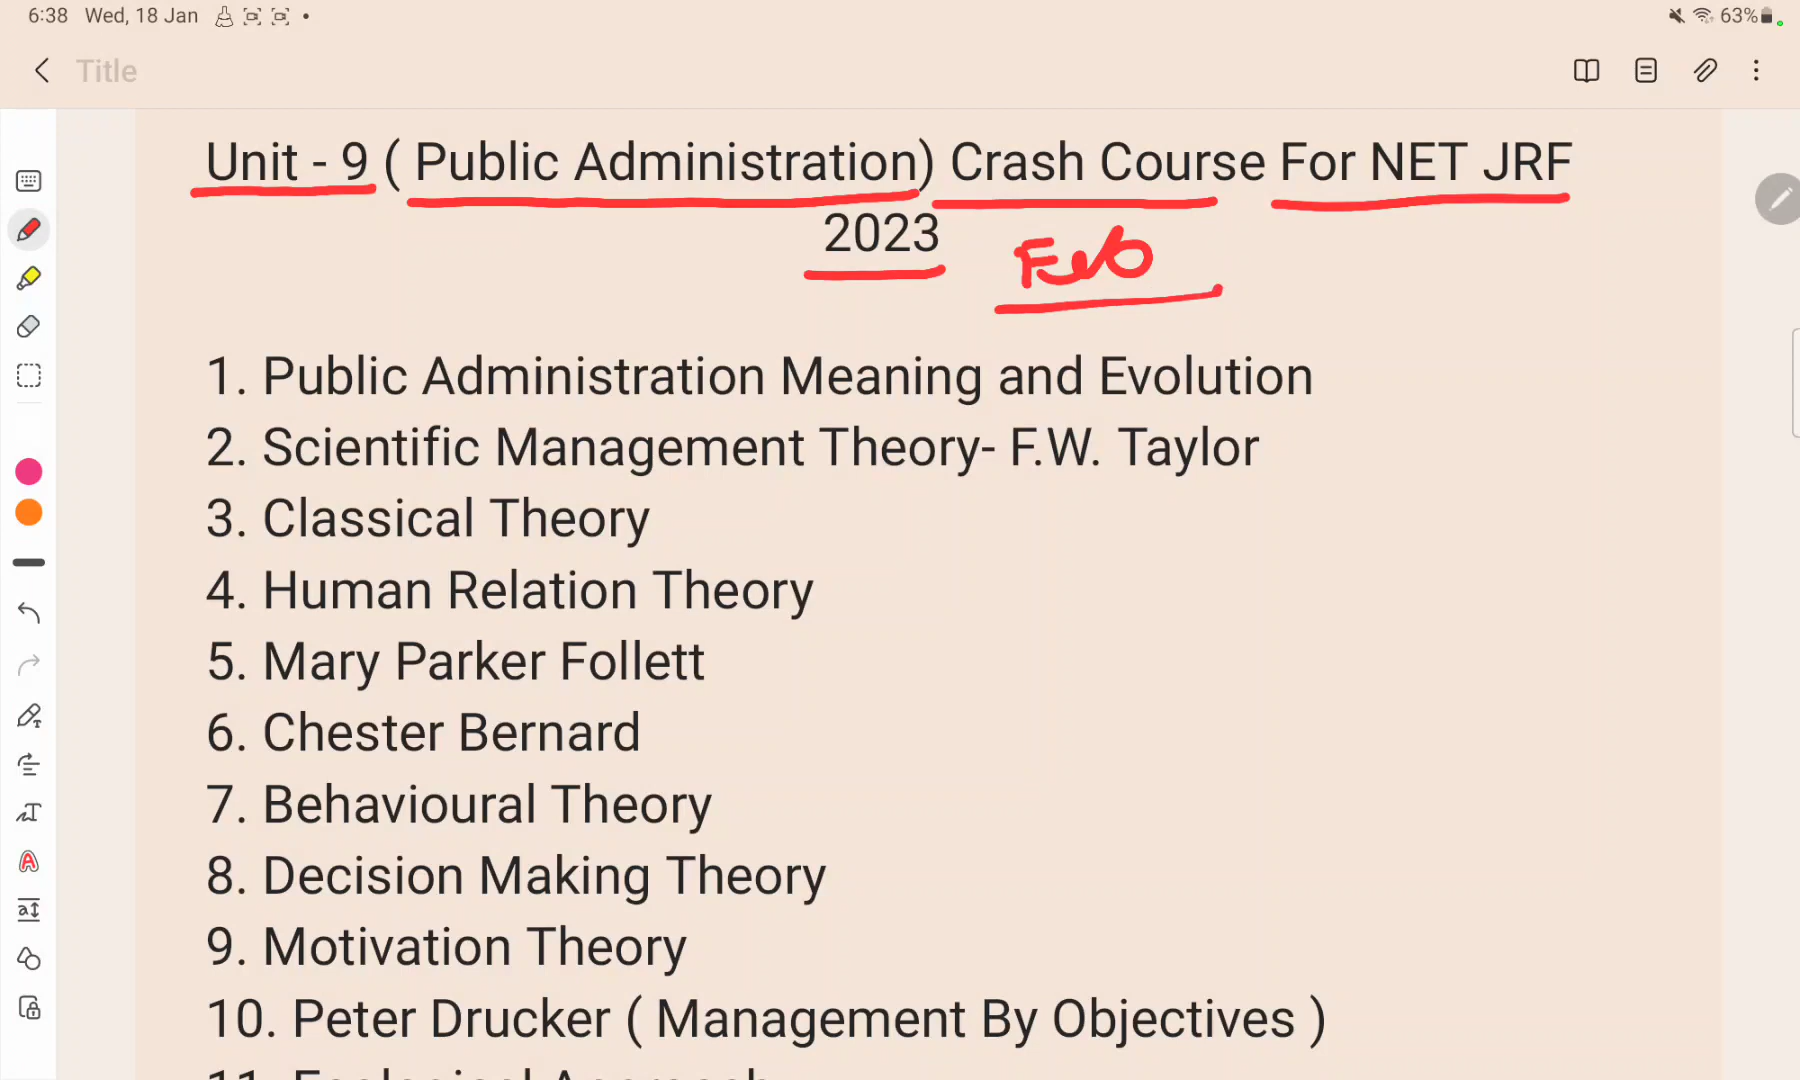 6:38 Wed, 18 Jan
63%
Title
Unit - 9 ( Public Administration) Crash Course For NET JRF
2023 Feb
1. Public Administration Meaning and Evolution
2. Scientific Management Theory- F.W. Taylor
3. Classical Theory
4. Human Relation Theory
5. Mary Parker Follett
6. Chester Bernard
7. Behavioural Theory
8. Decision Making Theory
9. Motivation Theory
10. Peter Drucker ( Management By Objectives )
11. Ecological Approach